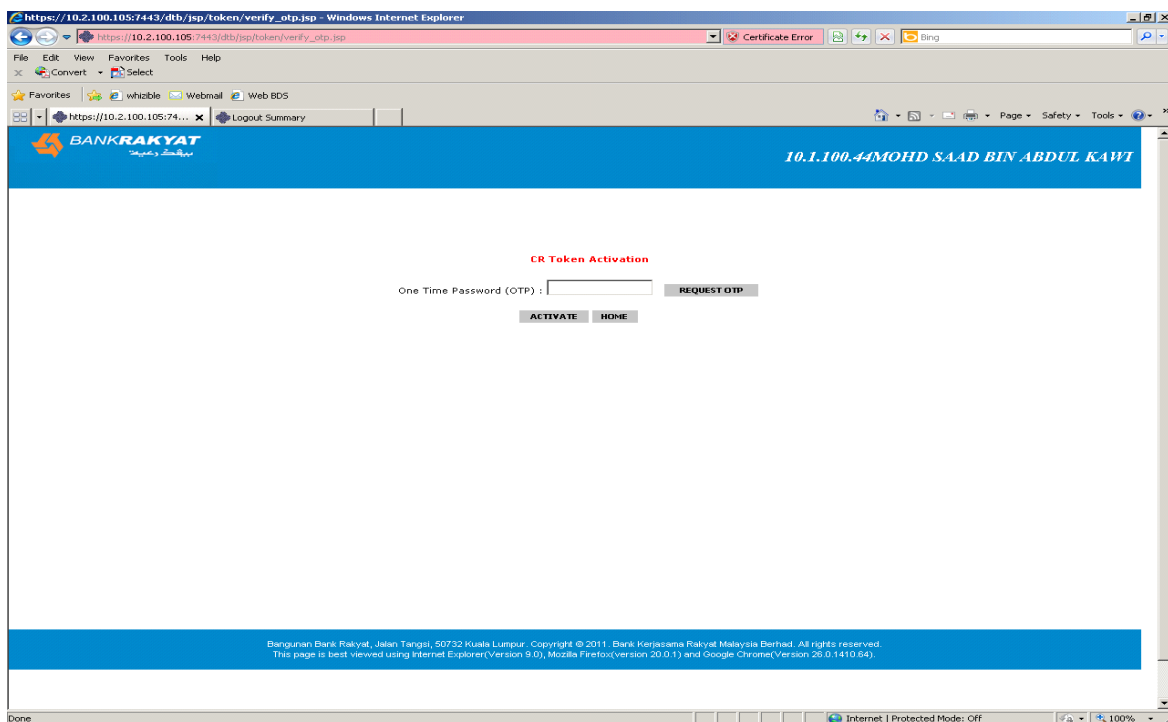 https://10.2.100.105:7443/dtb/jsp/token/verify_otp.jsp - Windows Internet Explorer
https://10.2.100.105:7443/dtb/jsp/token/verify_otp.jsp Certificate Error Bing
File Edit View Favorites Tools Help
x Convert Select
Favorites whizible Webmail Web BDS
https://10.2.100.105:74... X Logout Summary Page Safety Tools
BANKRAKYAT
10.1.100.44MOHD SAAD BIN ABDUL KAWI
CR Token Activation
One Time Password (OTP) : REQUEST OTP
ACTIVATE HOME
Bangunan Bank Rakyat, Jalan Tangsi, 50732 Kuala Lumpur. Copyright © 2011. Bank Kerjasama Rakyat Malaysia Berhad. All rights reserved.
This page is best viewed using Internet Explorer(Version 9.0), Mozilla Firefox(version 20.0.1) and Google Chrome(Version 26.0.1410.64).
Done Internet | Protected Mode: Off 100%